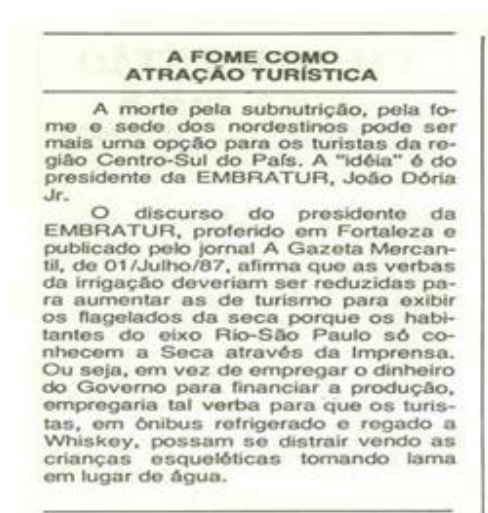 A FOME COMO
ATRAÇÃO TURÍSTICA
A morte pela subnutrição, pela fo-
me e sede dos nordestinos pode ser
mais uma opção para os turistas da re-
gião Centro-Sul do País. A "idéia" é do
presidente da EMBRATUR, João Dória
Jr.
O discurso do presidente da
EMBRATUR, proferido em Fortaleza e
publicado pelo jornal A Gazeta Mercan-
til, de 01/Julho/87, afirma que as verbas
da irrigação deveriam ser reduzidas pa-
ra aumentar as de turismo para exibir
os flagelados da seca porque os habi-
tantes do eixo Rio-São Paulo só co-
nhecem a Seca através da Imprensa.
Ou seja, em vez de empregar o dinheiro
do Governo para financiar a produção,
empregaria tal verba para que os turis-
tas, em ônibus refrigerado e regado a
Whiskey, possam se distrair vendo as
crianças esqueléticas tomando lama
em lugar de água.